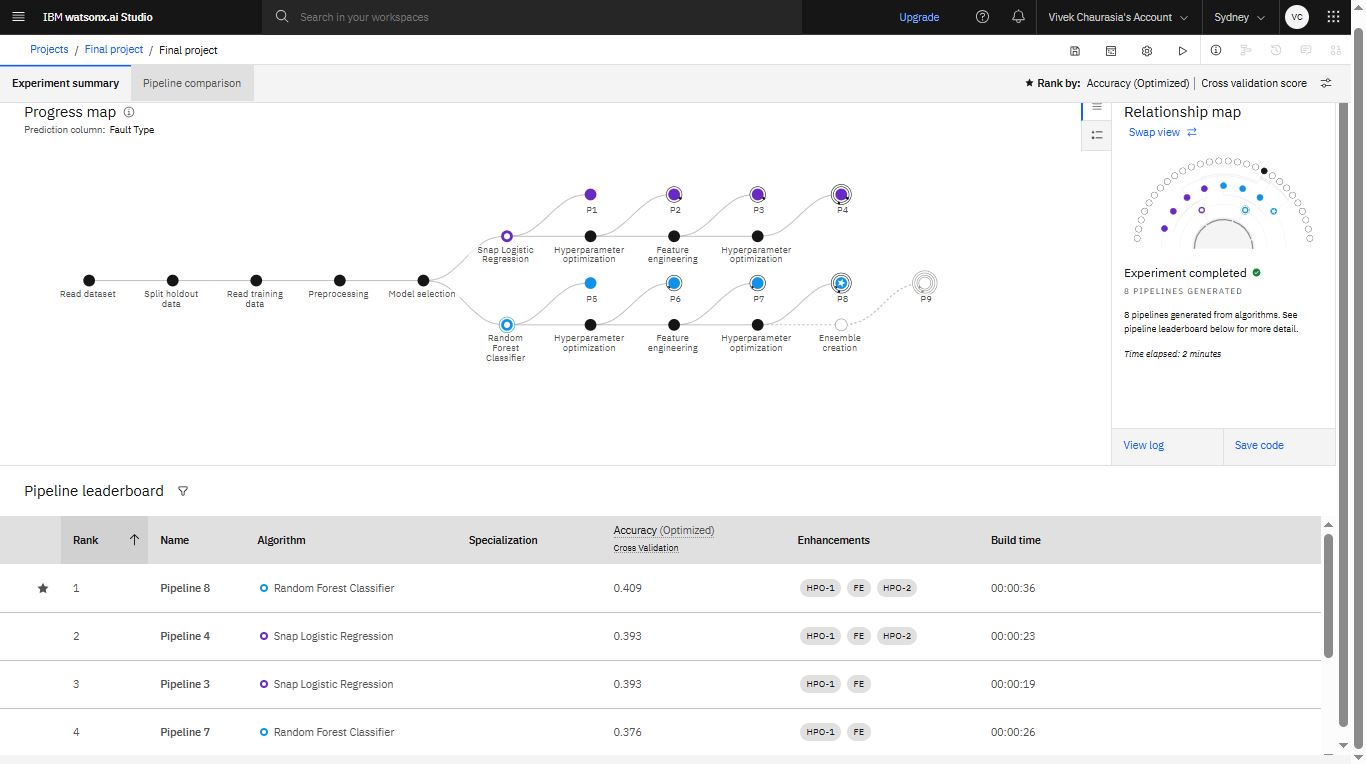 IBM watsonx.ai Studio
Search in your workspaces
Upgrade
Vivek Chaurasia's Account
Sydney
VC
Projects / Final project / Final project
Experiment summary
Pipeline comparison
Rank by: Accuracy (Optimized) | Cross validation score
Progress map
Prediction column: Fault Type
P1
P2
P3
P4
Snap Logistic
Regression
Hyperparameter
optimization
Feature
engineering
Hyperparameter
optimization
Read dataset
Split holdout
data
Read training
data
Preprocessing
Model selection
P5
P6
P7
P8
P9
Random
Forest
Classifier
Hyperparameter
optimization
Feature
engineering
Hyperparameter
optimization
Ensemble
creation
Relationship map
Swap view
Experiment completed
8 PIPELINES GENERATED
8 pipelines generated from algorithms. See
pipeline leaderboard below for more detail.
Time elapsed: 2 minutes
View log
Save code
Pipeline leaderboard
Rank Name Algorithm Specialization Accuracy (Optimized) Enhancements Build time
Cross Validation
1 Pipeline 8 Random Forest Classifier 0.409 HPO-1 FE HPO-2 00:00:36
2 Pipeline 4 Snap Logistic Regression 0.393 HPO-1 FE HPO-2 00:00:23
3 Pipeline 3 Snap Logistic Regression 0.393 HPO-1 FE 00:00:19
4 Pipeline 7 Random Forest Classifier 0.376 HPO-1 FE 00:00:26